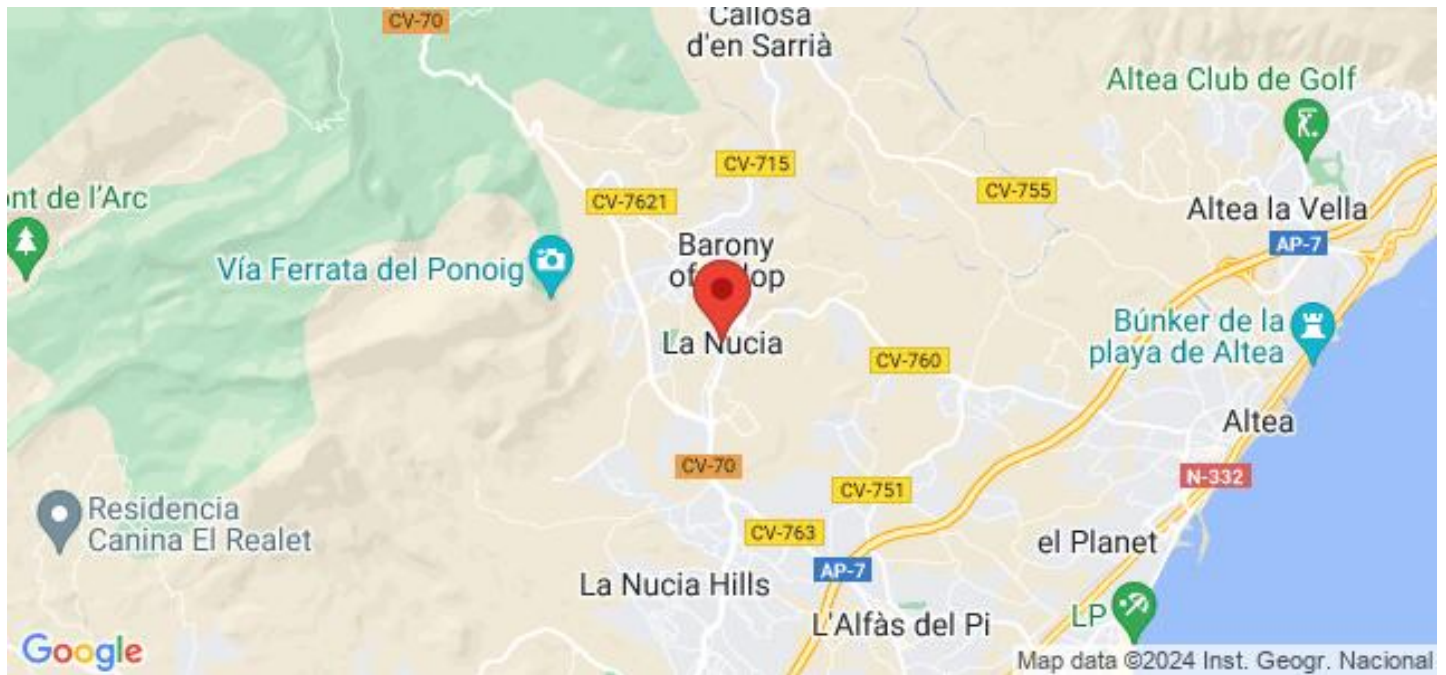 CV-70
Callosa
d'en Sarrià
Altea Club de Golf
CV-715
CV-755
ont de l'Arc
CV-7621
Altea la Vella
AP-7
Barony
Vía Ferrata del Ponoig
La Nucia
Búnker de la
playa de Altea
CV-760
Altea
CV-70
N-332
CV-751
Residencia
Canina El Realet
CV-763
el Planet
AP-7
La Nucia Hills
L'Alfàs del Pi
LP
Google
Map data ©2024 Inst. Geogr. Nacional